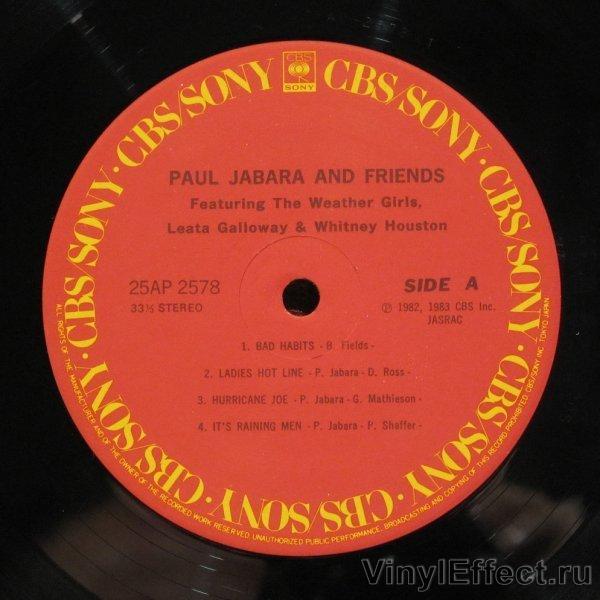 CBS
SONY
CBS/SONY · CBS/SONY · CBS/SONY · CBS/SONY · CBS/SONY · CBS/SONY · CBS/SONY · CBS/SONY
PAUL JABARA AND FRIENDS
Featuring The Weather Girls,
Leata Galloway & Whitney Houston
25AP 2578
33⅓ STEREO
SIDE A
Ⓟ 1982, 1983 CBS Inc.
JASRAC
1. BAD HABITS - B. Fields -
2. LADIES HOT LINE - P. Jabara - D. Ross -
3. HURRICANE JOE - P. Jabara - G. Mathieson -
4. IT'S RAINING MEN - P. Jabara - P. Shaffer -
ALL RIGHTS OF THE MANUFACTURER AND OF THE OWNER OF THE RECORDED WORK RESERVED. UNAUTHORIZED PUBLIC PERFORMANCE, BROADCASTING AND COPYING OF THIS RECORD PROHIBITED CBS/SONY INC. TOKYO JAPAN
VinylEffect.ru